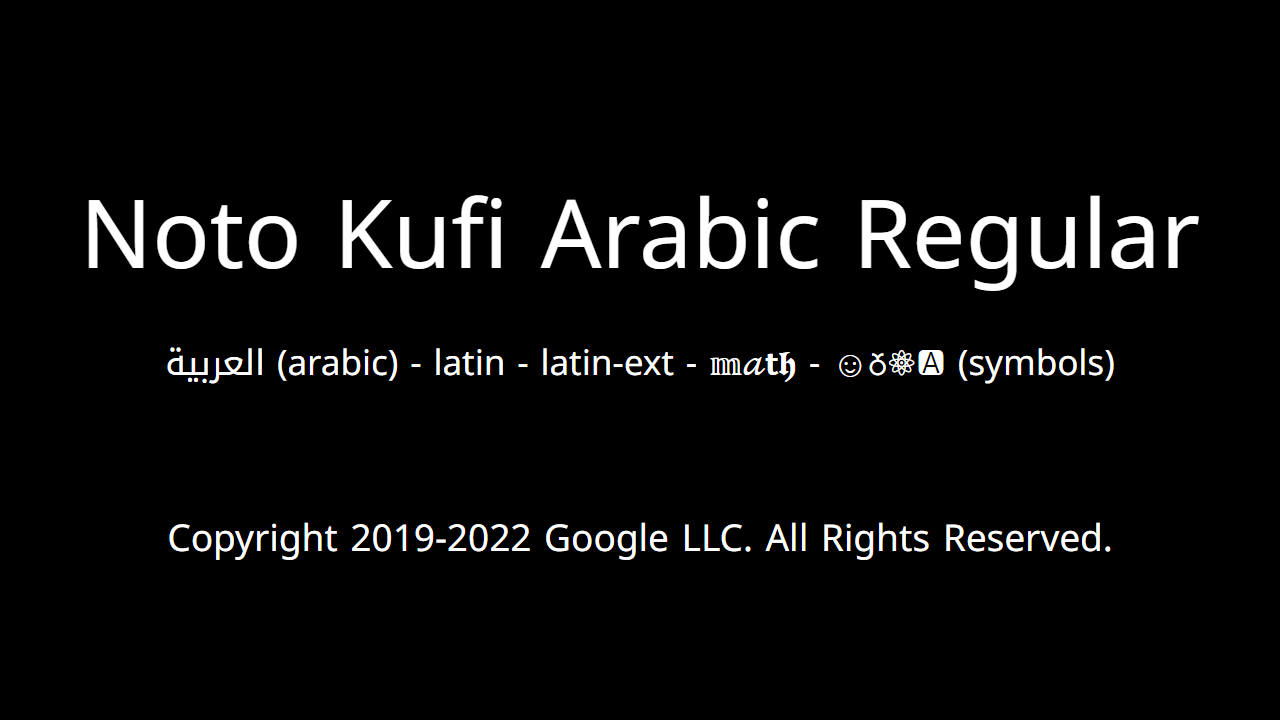 Noto Kufi Arabic Regular
العربية (arabic) - latin - latin-ext - 𝕞𝒶𝐭𝖍 - ☺♉⚛🅰 (symbols)
Copyright 2019-2022 Google LLC. All Rights Reserved.